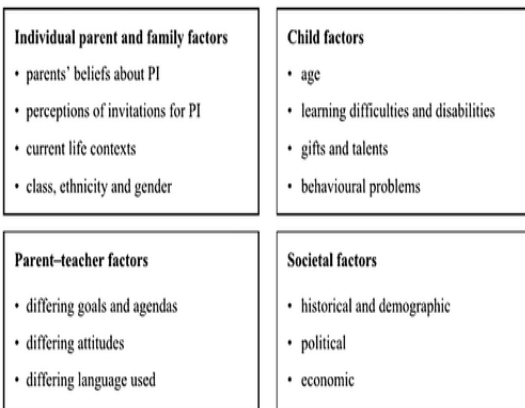 Individual parent and family factors
• parents' beliefs about PI
• perceptions of invitations for PI
• current life contexts
• class, ethnicity and gender
Child factors
• age
• learning difficulties and disabilities
• gifts and talents
• behavioural problems
Parent–teacher factors
• differing goals and agendas
• differing attitudes
• differing language used
Societal factors
• historical and demographic
• political
• economic